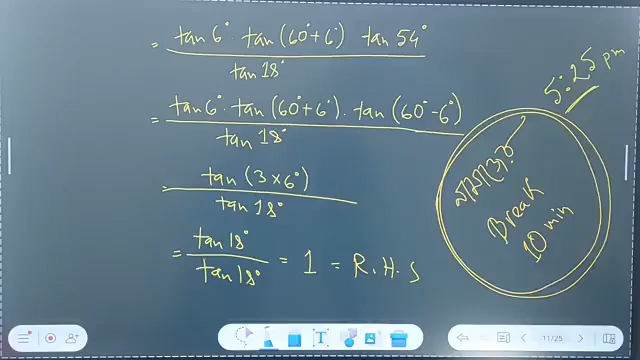 = tan 6° · tan (60° + 6°) tan 54°
tan 18°
= tan 6° · tan (60° + 6°) · tan (60° - 6°)
tan 18°
= tan (3 × 6°)
tan 18°
= tan 18° / tan 18° = 1 = R.H.S
5:25 pm
Break
10 min
T
11/25